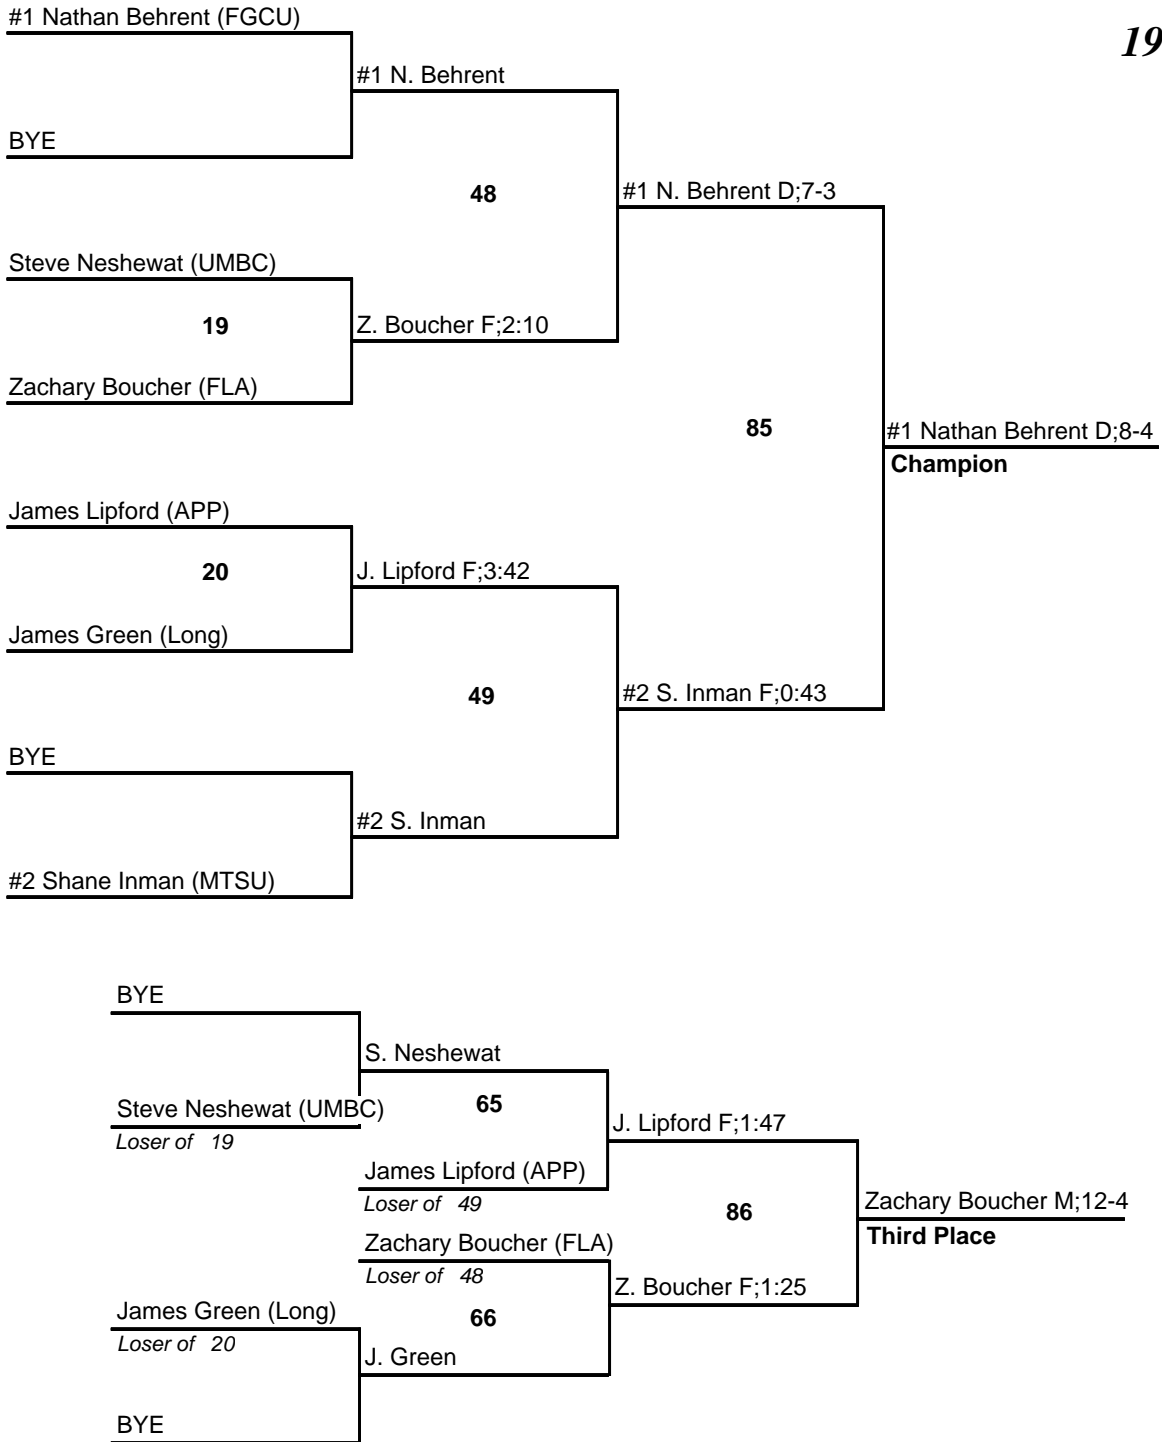 #1 Nathan Behrent (FGCU)
19
#1 N. Behrent
BYE
48
#1 N. Behrent D;7-3
Steve Neshewat (UMBC)
19
Z. Boucher F;2:10
Zachary Boucher (FLA)
85
#1 Nathan Behrent D;8-4
Champion
James Lipford (APP)
20
J. Lipford F;3:42
James Green (Long)
49
#2 S. Inman F;0:43
BYE
#2 S. Inman
#2 Shane Inman (MTSU)
BYE
S. Neshewat
Steve Neshewat (UMBC)
65
Loser of 19
J. Lipford F;1:47
James Lipford (APP)
Loser of 49
86
Zachary Boucher M;12-4
Third Place
Zachary Boucher (FLA)
Loser of 48
Z. Boucher F;1:25
James Green (Long)
66
Loser of 20
J. Green
BYE